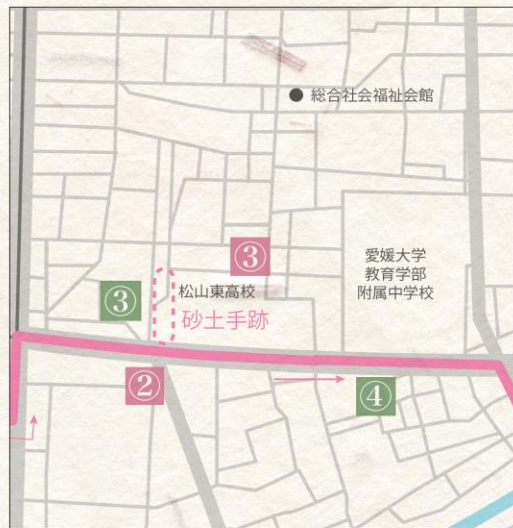 総合社会福祉会館
③
愛媛大学
教育学部
附属中学校
③
松山東高校
砂土手跡
②
④